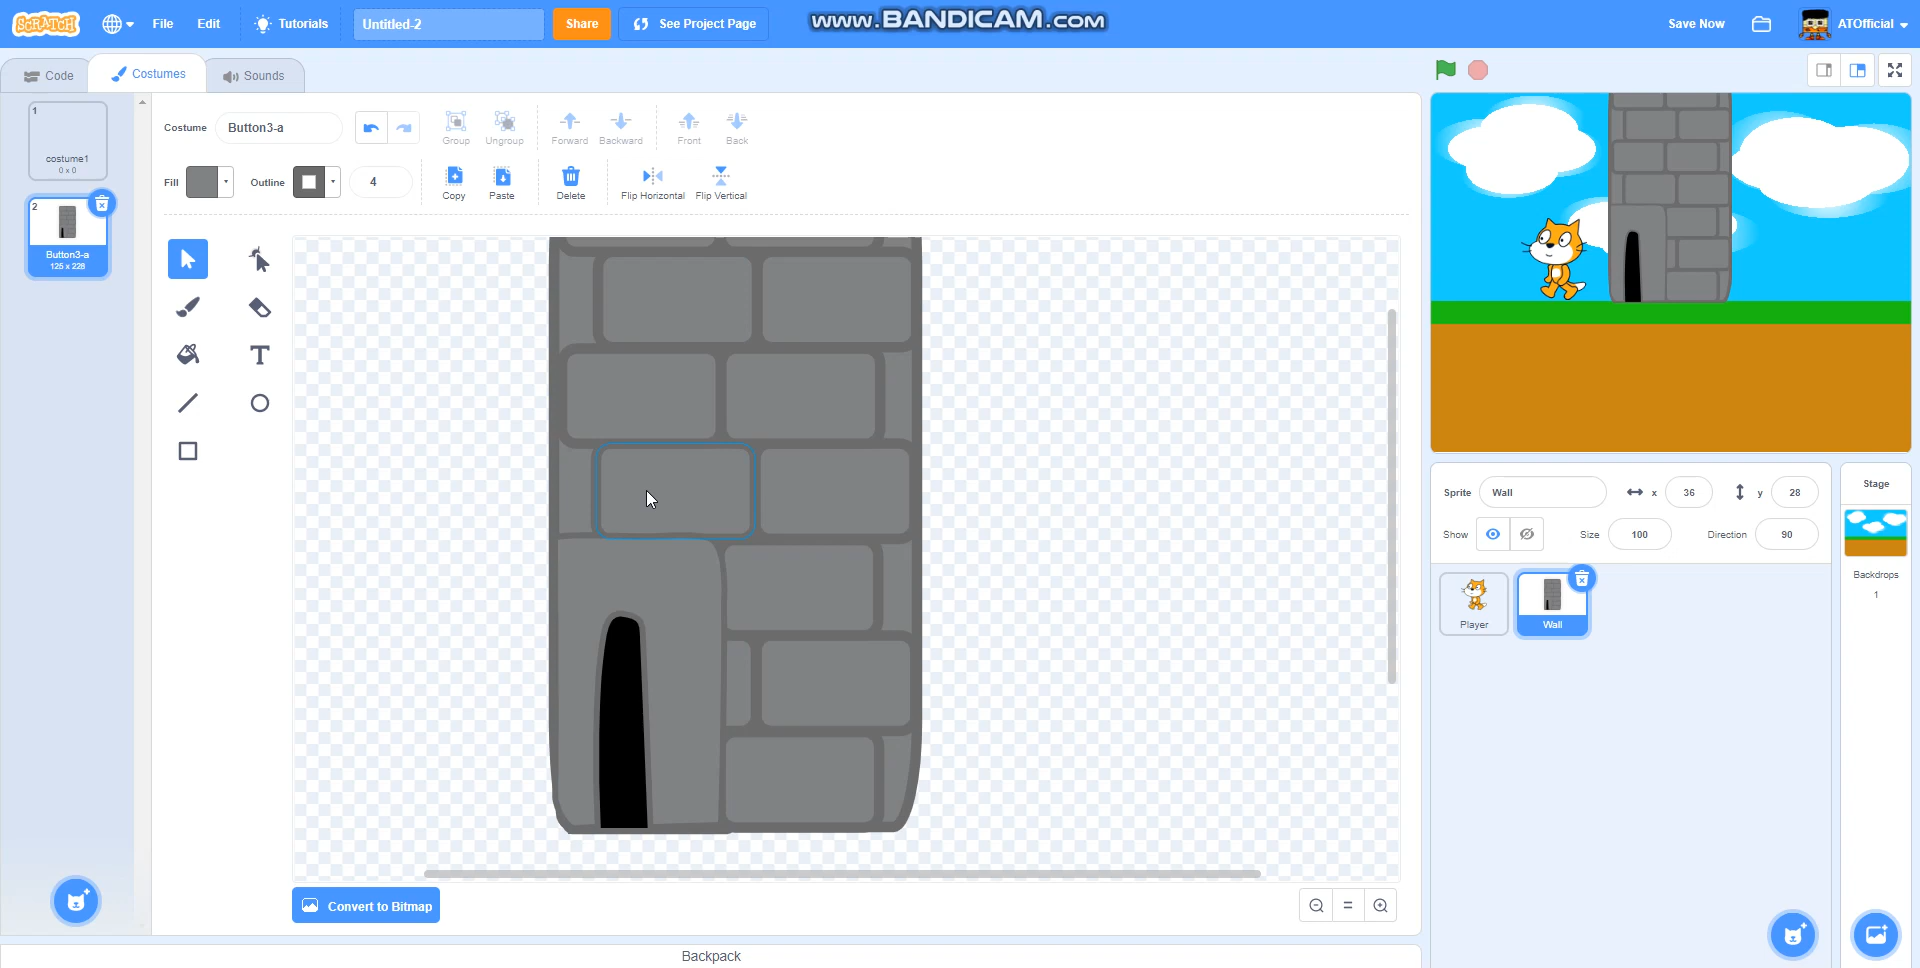 SCRATCH File Edit Tutorials Untitled-2 Share See Project Page www.BANDICAM.com Save Now ATOfficial
Code Costumes Sounds
1
costume1
0 x 0
2
Button3-a
125 x 228
Costume Button3-a Group Ungroup Forward Backward Front Back
Fill Outline 4 Copy Paste Delete Flip Horizontal Flip Vertical
T
Convert to Bitmap
Backpack
Sprite Wall x 36 y 28
Show Size 100 Direction 90
Player Wall
Stage
Backdrops
1